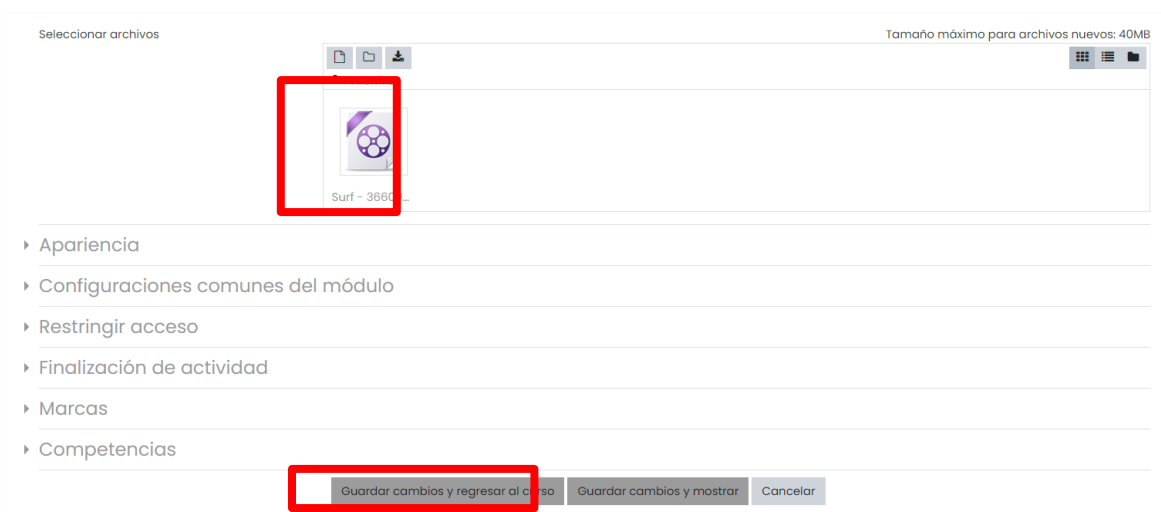 Seleccionar archivos
Tamaño máximo para archivos nuevos: 40MB
Surf - 3660
Apariencia
Configuraciones comunes del módulo
Restringir acceso
Finalización de actividad
Marcas
Competencias
Guardar cambios y regresar al curso
Guardar cambios y mostrar
Cancelar